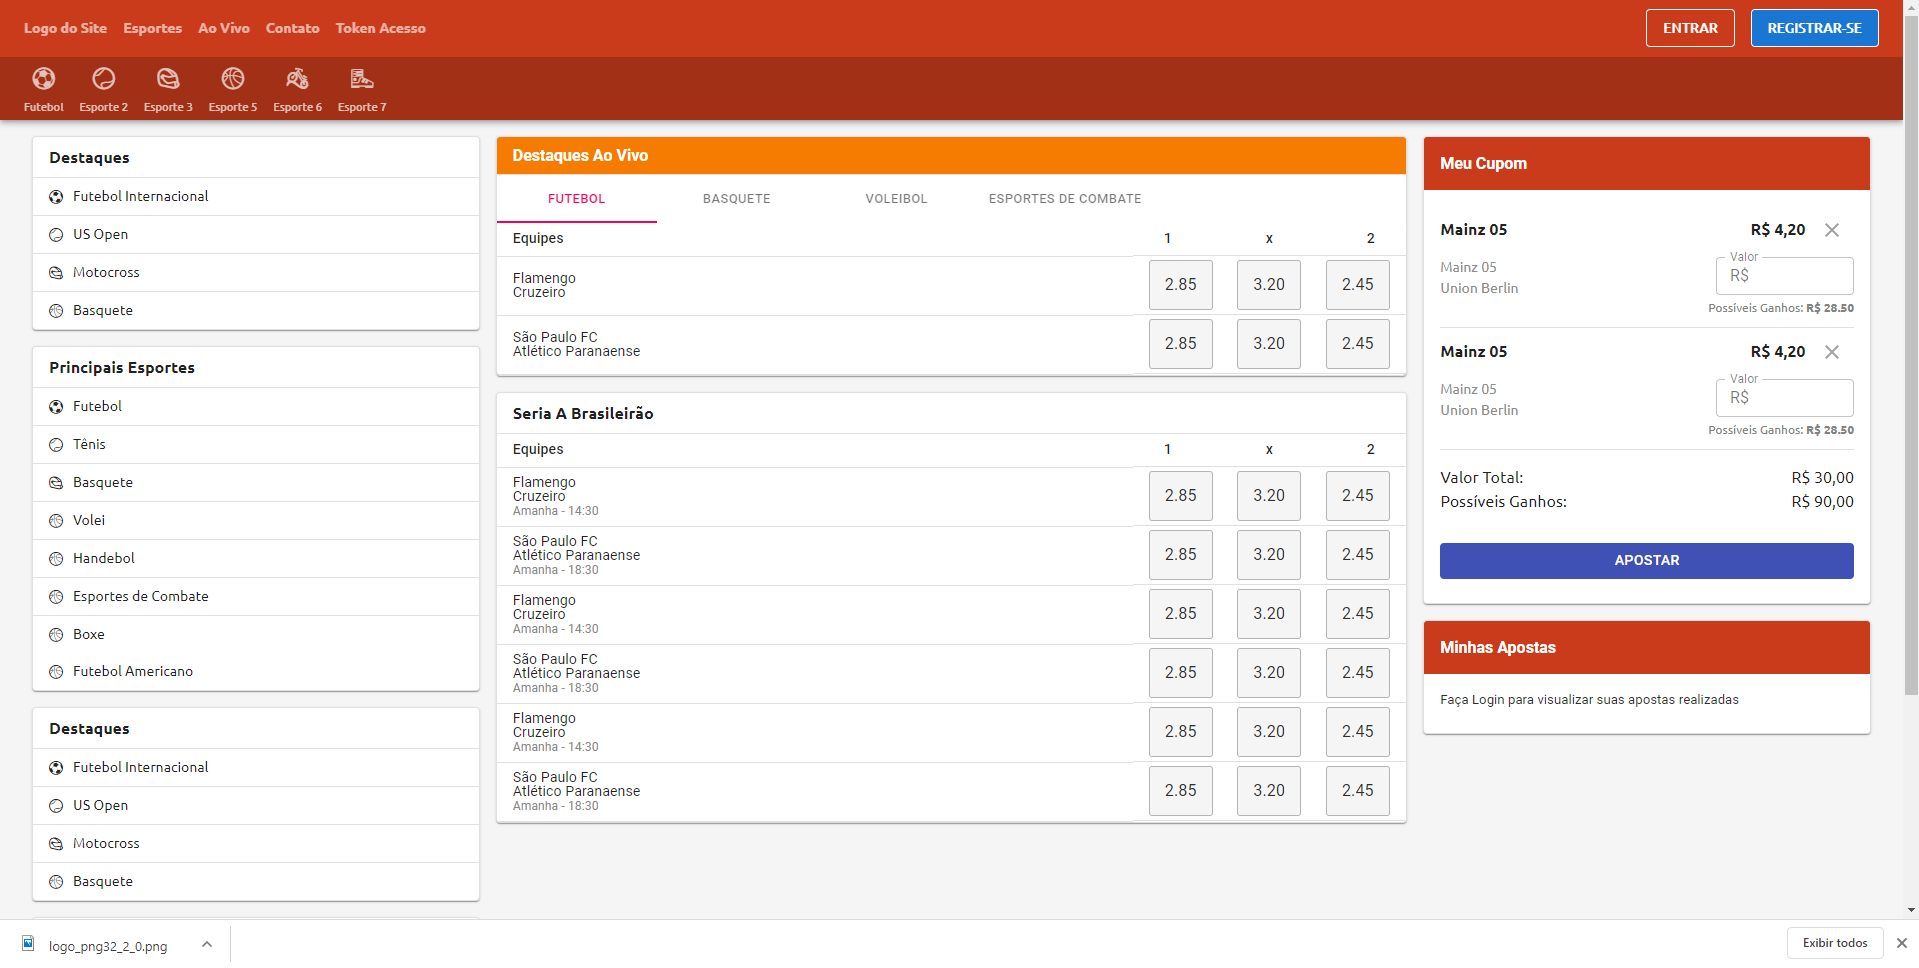 Logo do Site Esportes Ao Vivo Contato Token Acesso ENTRAR REGISTRAR-SE
Futebol Esporte 2 Esporte 3 Esporte 5 Esporte 6 Esporte 7
Destaques
Futebol Internacional
US Open
Motocross
Basquete
Principais Esportes
Futebol
Tênis
Basquete
Volei
Handebol
Esportes de Combate
Boxe
Futebol Americano
Destaques
Futebol Internacional
US Open
Motocross
Basquete
Destaques Ao Vivo
FUTEBOL BASQUETE VOLEIBOL ESPORTES DE COMBATE
Equipes 1 x 2
Flamengo
Cruzeiro
2.85 3.20 2.45
São Paulo FC
Atlético Paranaense
2.85 3.20 2.45
Seria A Brasileirão
Equipes 1 x 2
Flamengo
Cruzeiro
Amanha - 14:30
2.85 3.20 2.45
São Paulo FC
Atlético Paranaense
Amanha - 18:30
2.85 3.20 2.45
Flamengo
Cruzeiro
Amanha - 14:30
2.85 3.20 2.45
São Paulo FC
Atlético Paranaense
Amanha - 18:30
2.85 3.20 2.45
Flamengo
Cruzeiro
Amanha - 14:30
2.85 3.20 2.45
São Paulo FC
Atlético Paranaense
Amanha - 18:30
2.85 3.20 2.45
Meu Cupom
Mainz 05 R$ 4,20
Mainz 05
Union Berlin
Valor
R$
Possíveis Ganhos: R$ 28.50
Mainz 05 R$ 4,20
Mainz 05
Union Berlin
Valor
R$
Possíveis Ganhos: R$ 28.50
Valor Total: R$ 30,00
Possíveis Ganhos: R$ 90,00
APOSTAR
Minhas Apostas
Faça Login para visualizar suas apostas realizadas
logo_png32_2_0.png Exibir todos